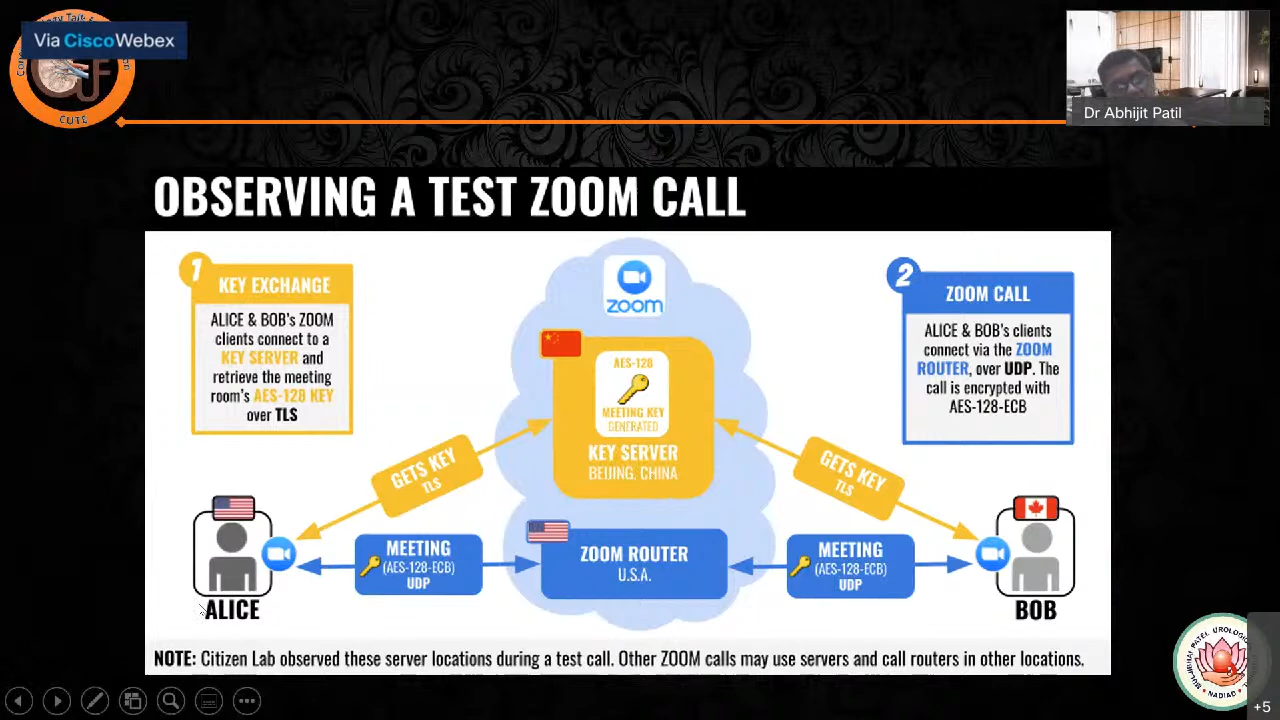 Via CiscoWebex
CUTE
Dr Abhijit Patil
OBSERVING A TEST ZOOM CALL
1
KEY EXCHANGE
ALICE & BOB's ZOOM
clients connect to a
KEY SERVER and
retrieve the meeting
room's AES-128 KEY
over TLS
zoom
AES-128
MEETING KEY
GENERATED
KEY SERVER
BEIJING, CHINA
2
ZOOM CALL
ALICE & BOB's clients
connect via the ZOOM
ROUTER, over UDP. The
call is encrypted with
AES-128-ECB
GETS KEY
TLS
GETS KEY
TLS
MEETING
(AES-128-ECB)
UDP
ZOOM ROUTER
U.S.A.
MEETING
(AES-128-ECB)
UDP
ALICE
BOB
NOTE: Citizen Lab observed these server locations during a test call. Other ZOOM calls may use servers and call routers in other locations.
NADIAD
+5